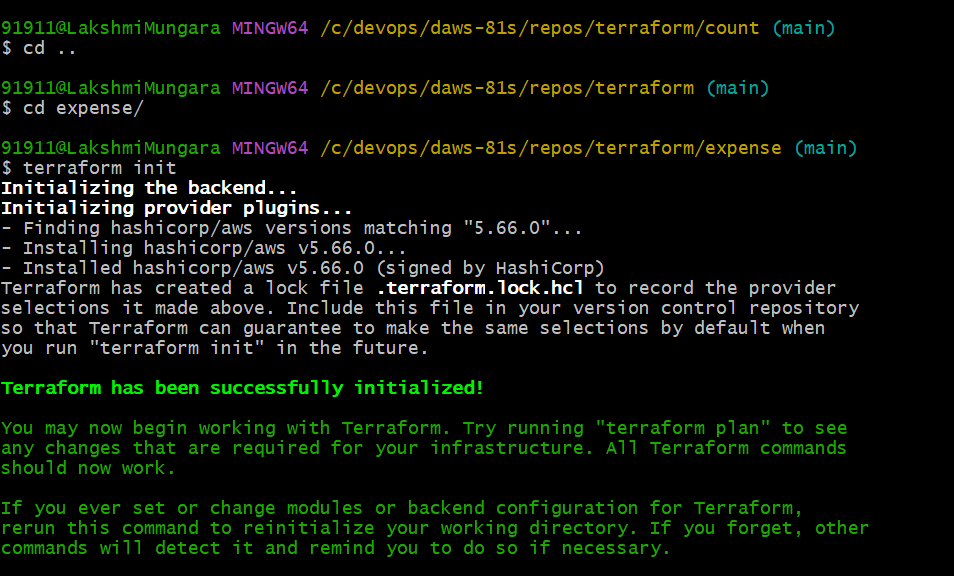 91911@LakshmiMungara MINGW64 /c/devops/daws-81s/repos/terraform/count (main)
$ cd ..
91911@LakshmiMungara MINGW64 /c/devops/daws-81s/repos/terraform (main)
$ cd expense/
91911@LakshmiMungara MINGW64 /c/devops/daws-81s/repos/terraform/expense (main)
$ terraform init
Initializing the backend...
Initializing provider plugins...
- Finding hashicorp/aws versions matching "5.66.0"...
- Installing hashicorp/aws v5.66.0...
- Installed hashicorp/aws v5.66.0 (signed by HashiCorp)
Terraform has created a lock file .terraform.lock.hcl to record the provider
selections it made above. Include this file in your version control repository
so that Terraform can guarantee to make the same selections by default when
you run "terraform init" in the future.
Terraform has been successfully initialized!
You may now begin working with Terraform. Try running "terraform plan" to see
any changes that are required for your infrastructure. All Terraform commands
should now work.
If you ever set or change modules or backend configuration for Terraform,
rerun this command to reinitialize your working directory. If you forget, other
commands will detect it and remind you to do so if necessary.